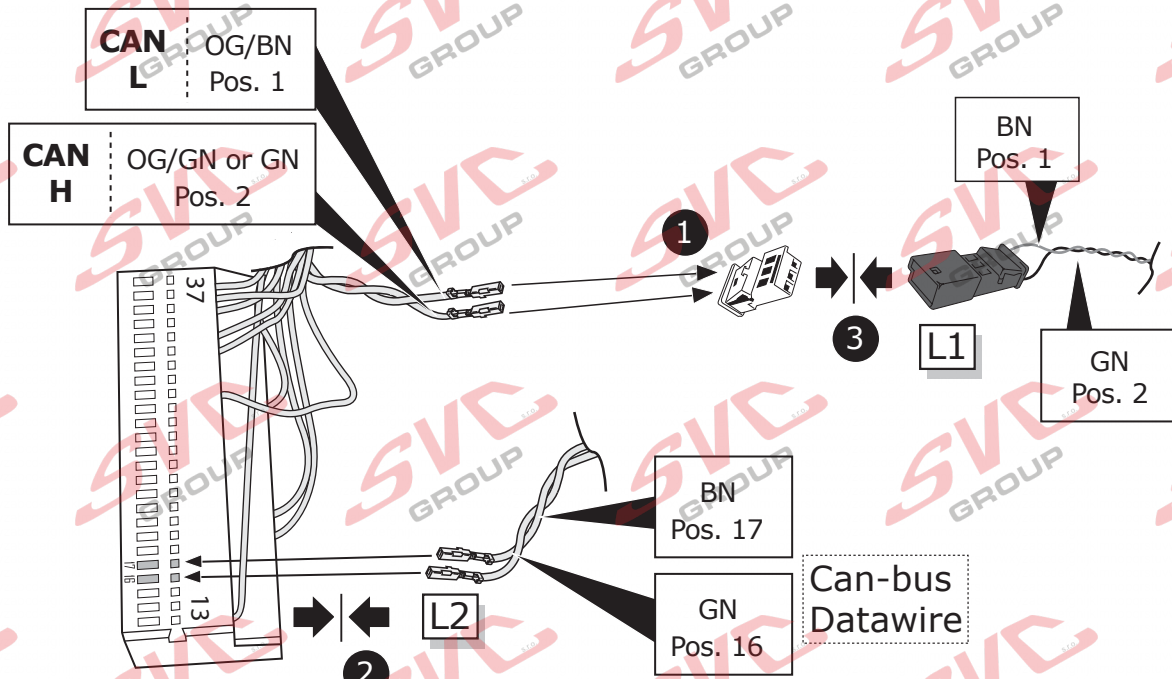 CAN
L
OG/BN
Pos. 1
CAN
H
OG/GN or GN
Pos. 2
BN
Pos. 1
1
37
3
L1
GN
Pos. 2
BN
Pos. 17
17
16
13
L2
GN
Pos. 16
Can-bus
Datawire
2
SVC
GROUP
s.r.o.